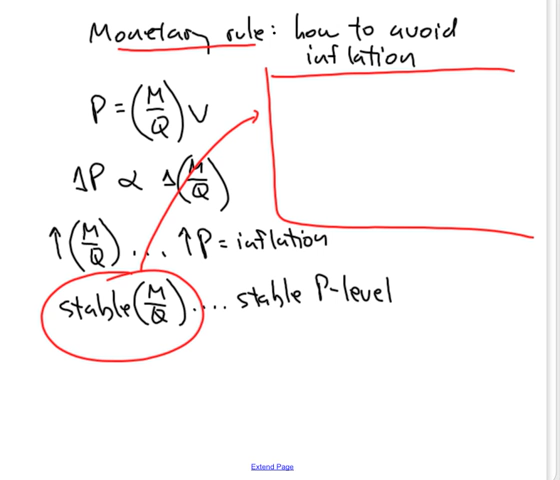 Monetary rule: how to avoid
inflation
P = (M/Q) V
ΔP ∝ Δ(M/Q)
↑(M/Q) ... ↑P = inflation
stable (M/Q) .... stable P-level
Extend Page